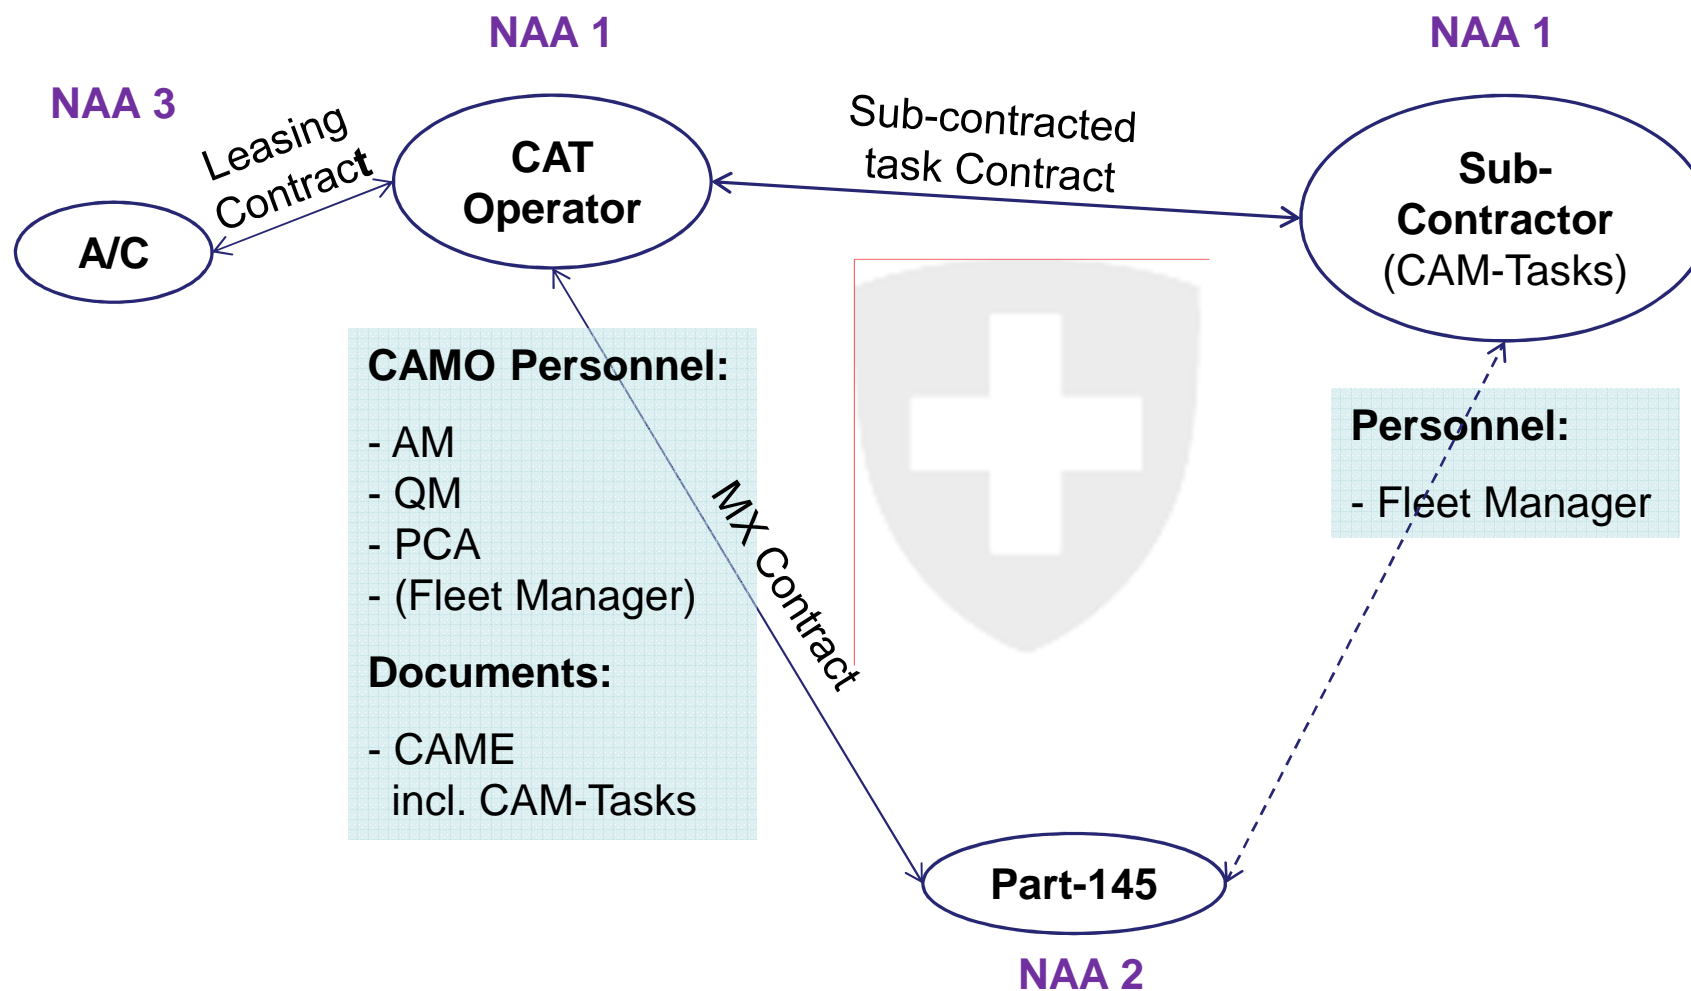 NAA 1
NAA 1
NAA 3
Leasing
Contract
CAT
Operator
Sub-contracted
task Contract
Sub-
Contractor
(CAM-Tasks)
A/C
CAMO Personnel:
- AM
- QM
- PCA
- (Fleet Manager)
Documents:
- CAME
incl. CAM-Tasks
MX Contract
Personnel:
- Fleet Manager
Part-145
NAA 2